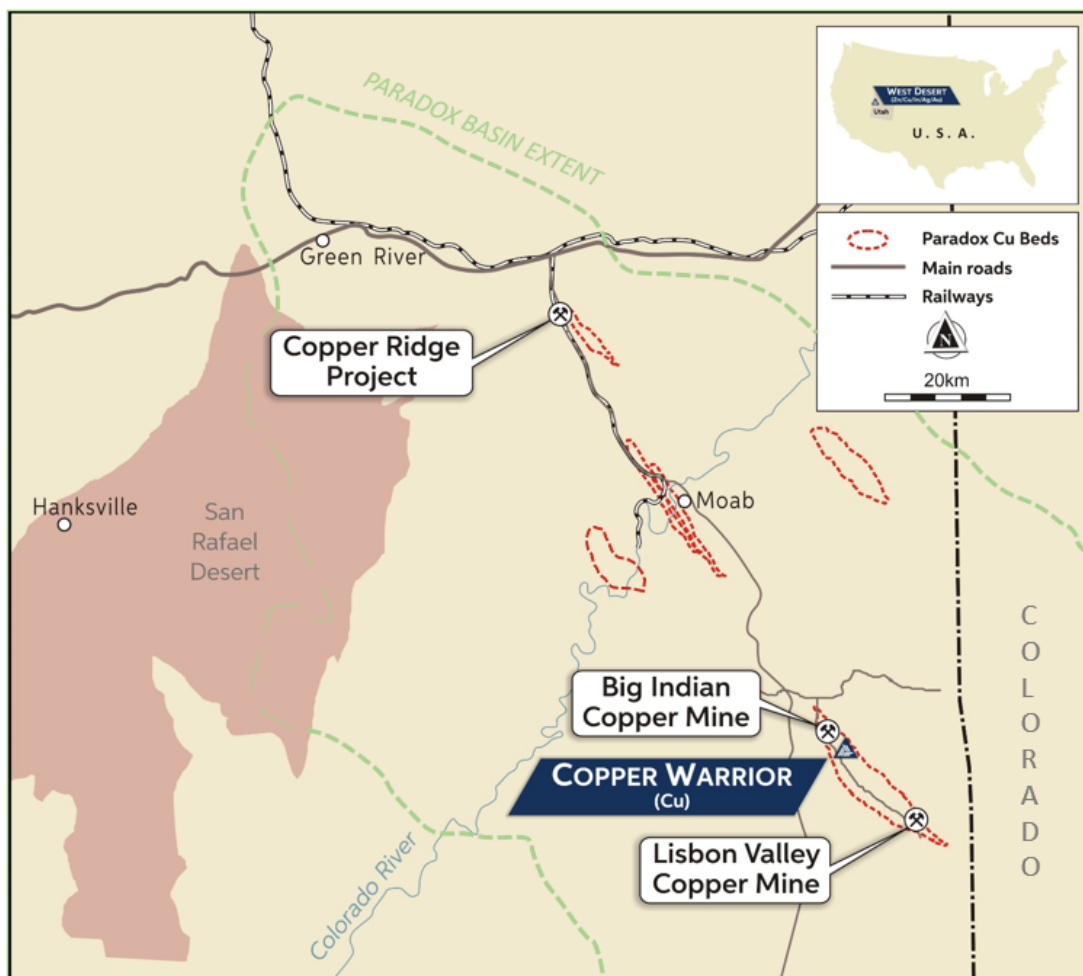 PARADOX BASIN EXTENT
WEST DESERT
(Zn/Cu/In/Ag/Au)
Utah
U. S. A.
Paradox Cu Beds
Main roads
Railways
N
20km
Green River
Copper Ridge
Project
Hanksville
San
Rafael
Desert
Moab
Big Indian
Copper Mine
COPPER WARRIOR
(Cu)
Lisbon Valley
Copper Mine
Colorado River
COLORADO